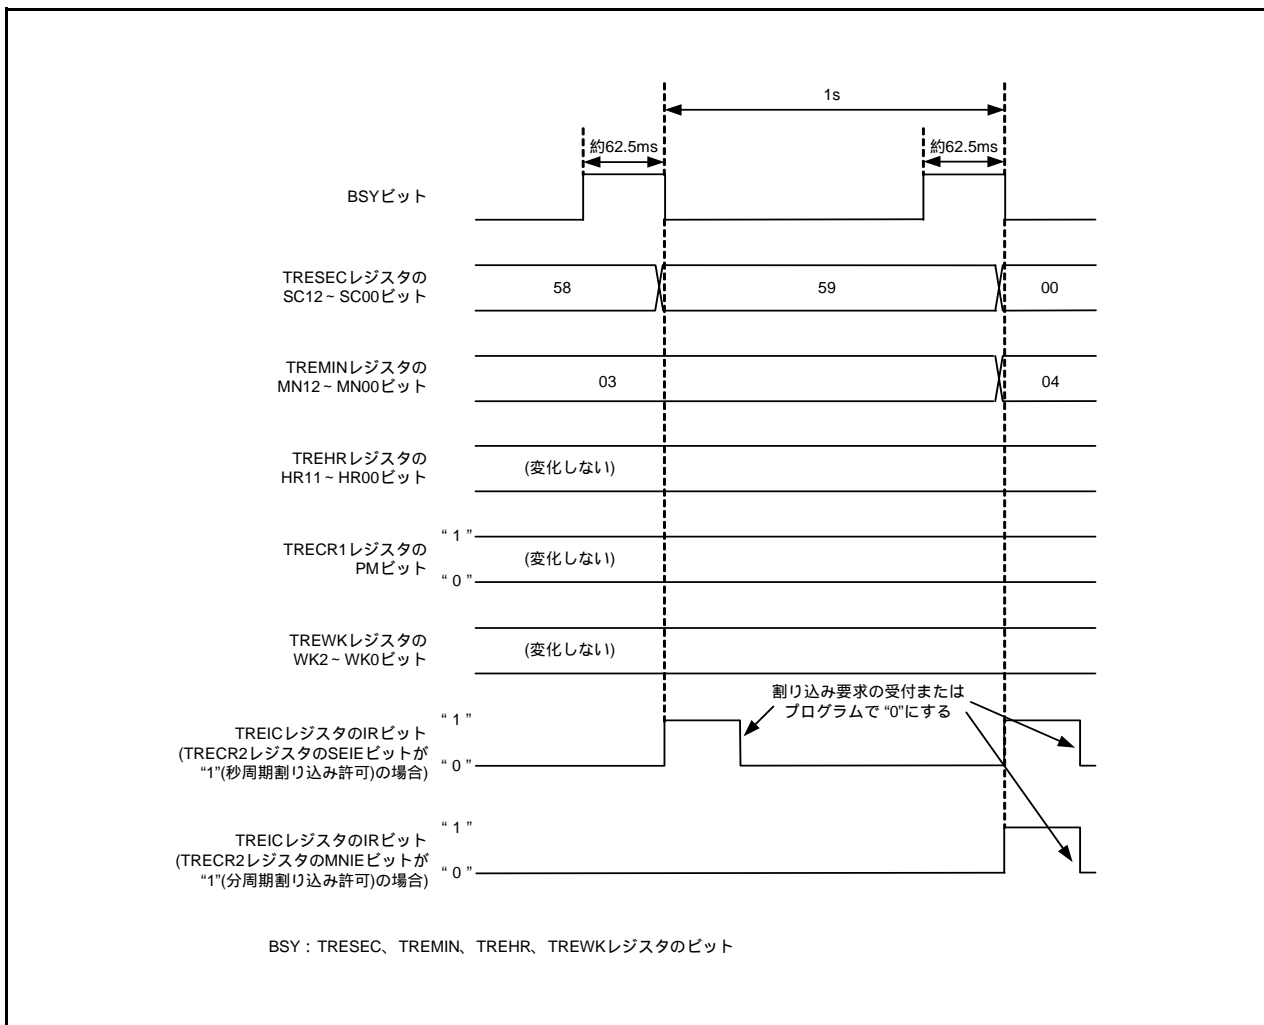 1s
約62.5ms
約62.5ms
BSYビット
TRESECレジスタの
SC12~SC00ビット
58
59
00
TREMINレジスタの
MN12~MN00ビット
03
04
TREHRレジスタの
HR11~HR00ビット
(変化しない)
TRECR1レジスタの
PMビット
“1”
“0”
(変化しない)
TREWKレジスタの
WK2~WK0ビット
(変化しない)
割り込み要求の受付または
プログラムで“0”にする
TREICレジスタのIRビット
(TRECR2レジスタのSEIEビットが
“1”(秒周期割り込み許可)の場合)
“1”
“0”
TREICレジスタのIRビット
(TRECR2レジスタのMNIEビットが
“1”(分周期割り込み許可)の場合)
“1”
“0”
BSY:TRESEC、TREMIN、TREHR、TREWKレジスタのビット